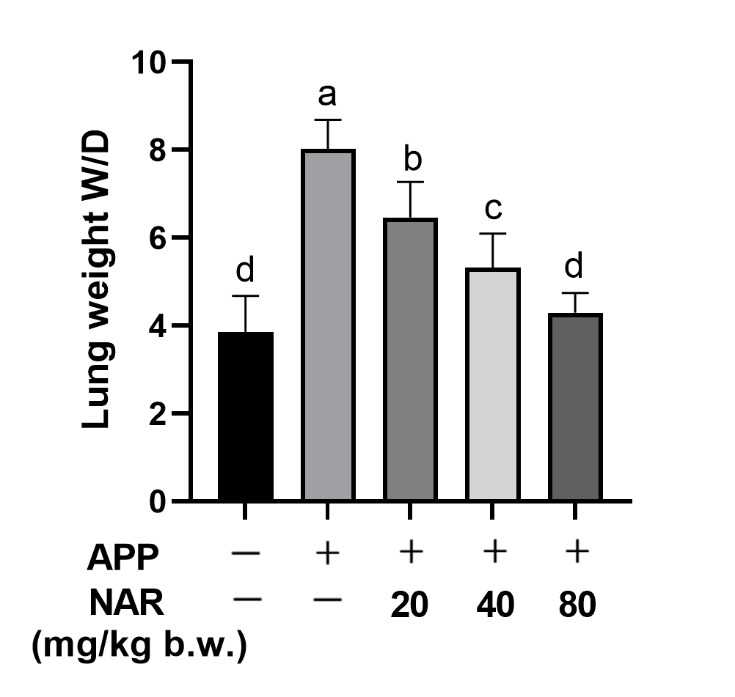 10
a
8
b
Lung weight W/D
6
c
d
d
4
2
0
APP — + + + +
NAR — — 20 40 80
(mg/kg b.w.)